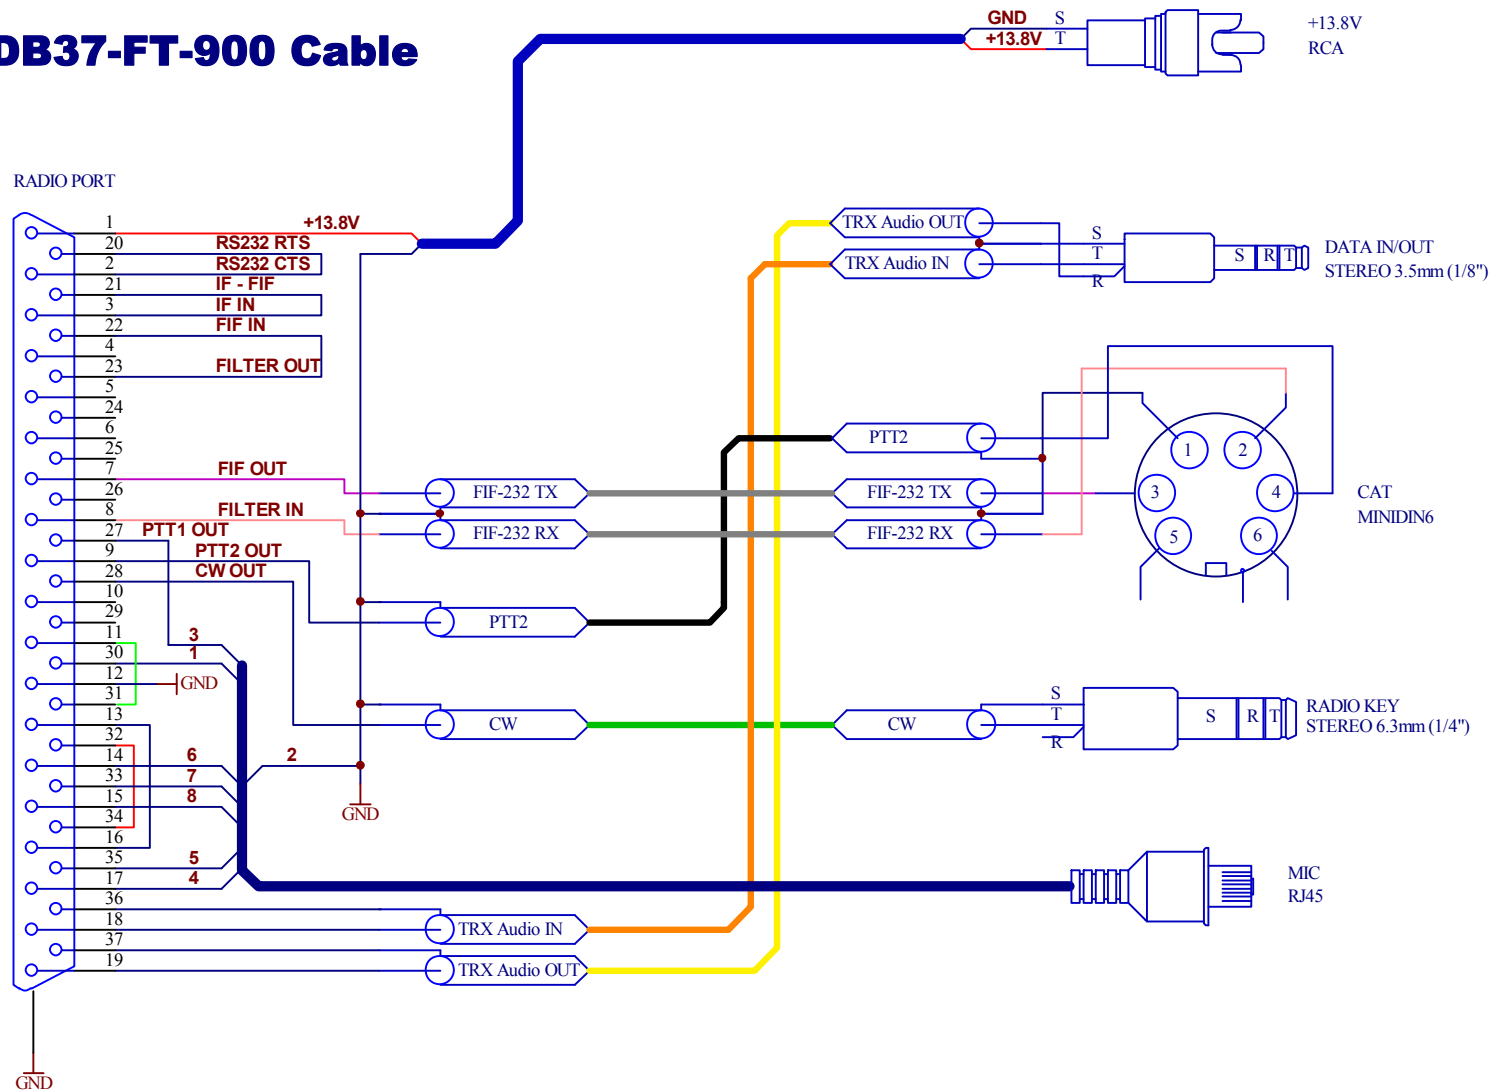 DB37-FT-900 Cable
GND S
+13.8V T
+13.8V
RCA
RADIO PORT
1 +13.8V
20 RS232 RTS
2 RS232 CTS
21 IF - FIF
3 IF IN
22 FIF IN
4
23 FILTER OUT
5
24
6
25
7 FIF OUT
26
8 FILTER IN
27 PTT1 OUT
9 PTT2 OUT
28 CW OUT
10
29
11 3
30 1
12 GND
31
13
32
14 6 2
33 7
15 8
34
16
35 5
17 4
36
18
37
19
GND
GND
TRX Audio OUT
TRX Audio IN
S
T
R
S R T
DATA IN/OUT
STEREO 3.5mm (1/8")
PTT2
FIF-232 TX
FIF-232 RX
FIF-232 TX
FIF-232 RX
1 2
3 4
5 6
CAT
MINIDIN6
PTT2
CW
CW
S
T
R
S R T
RADIO KEY
STEREO 6.3mm (1/4")
MIC
RJ45
TRX Audio IN
TRX Audio OUT